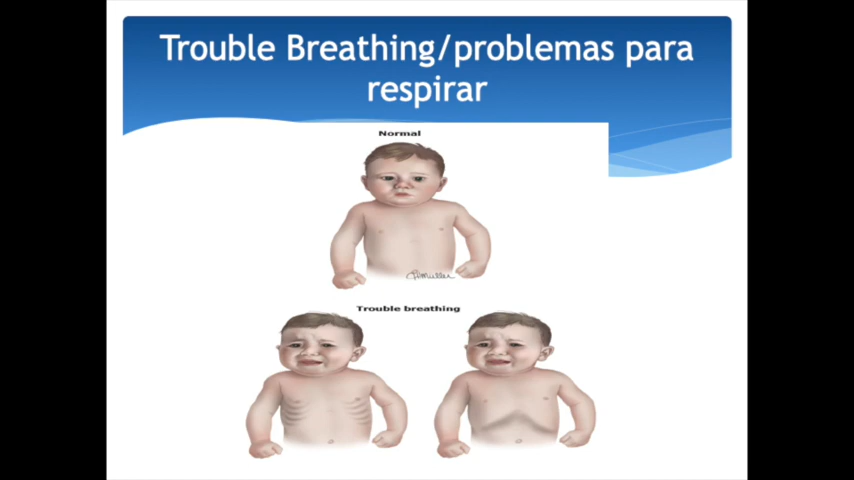 Trouble Breathing/problemas para
respirar
Normal
Trouble breathing